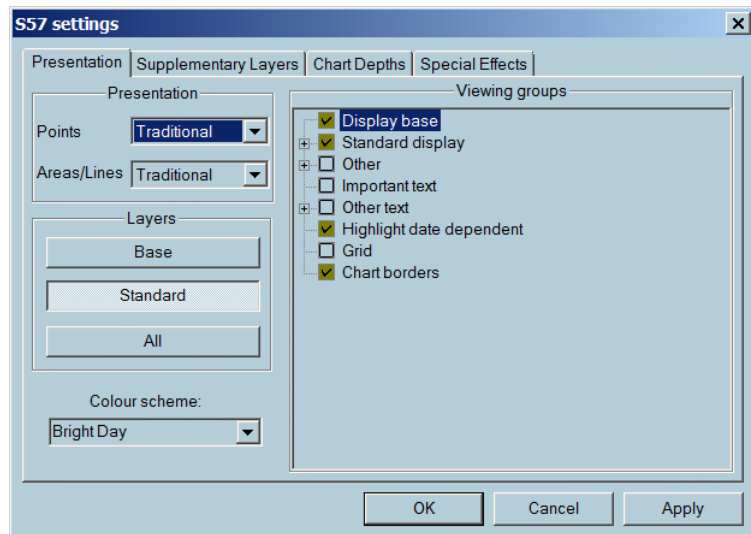 S57 settings
Presentation
Supplementary Layers
Chart Depths
Special Effects
Presentation
Points
Traditional
Areas/Lines
Traditional
Layers
Base
Standard
All
Colour scheme:
Bright Day
Viewing groups
Display base
Standard display
Other
Important text
Other text
Highlight date dependent
Grid
Chart borders
OK
Cancel
Apply